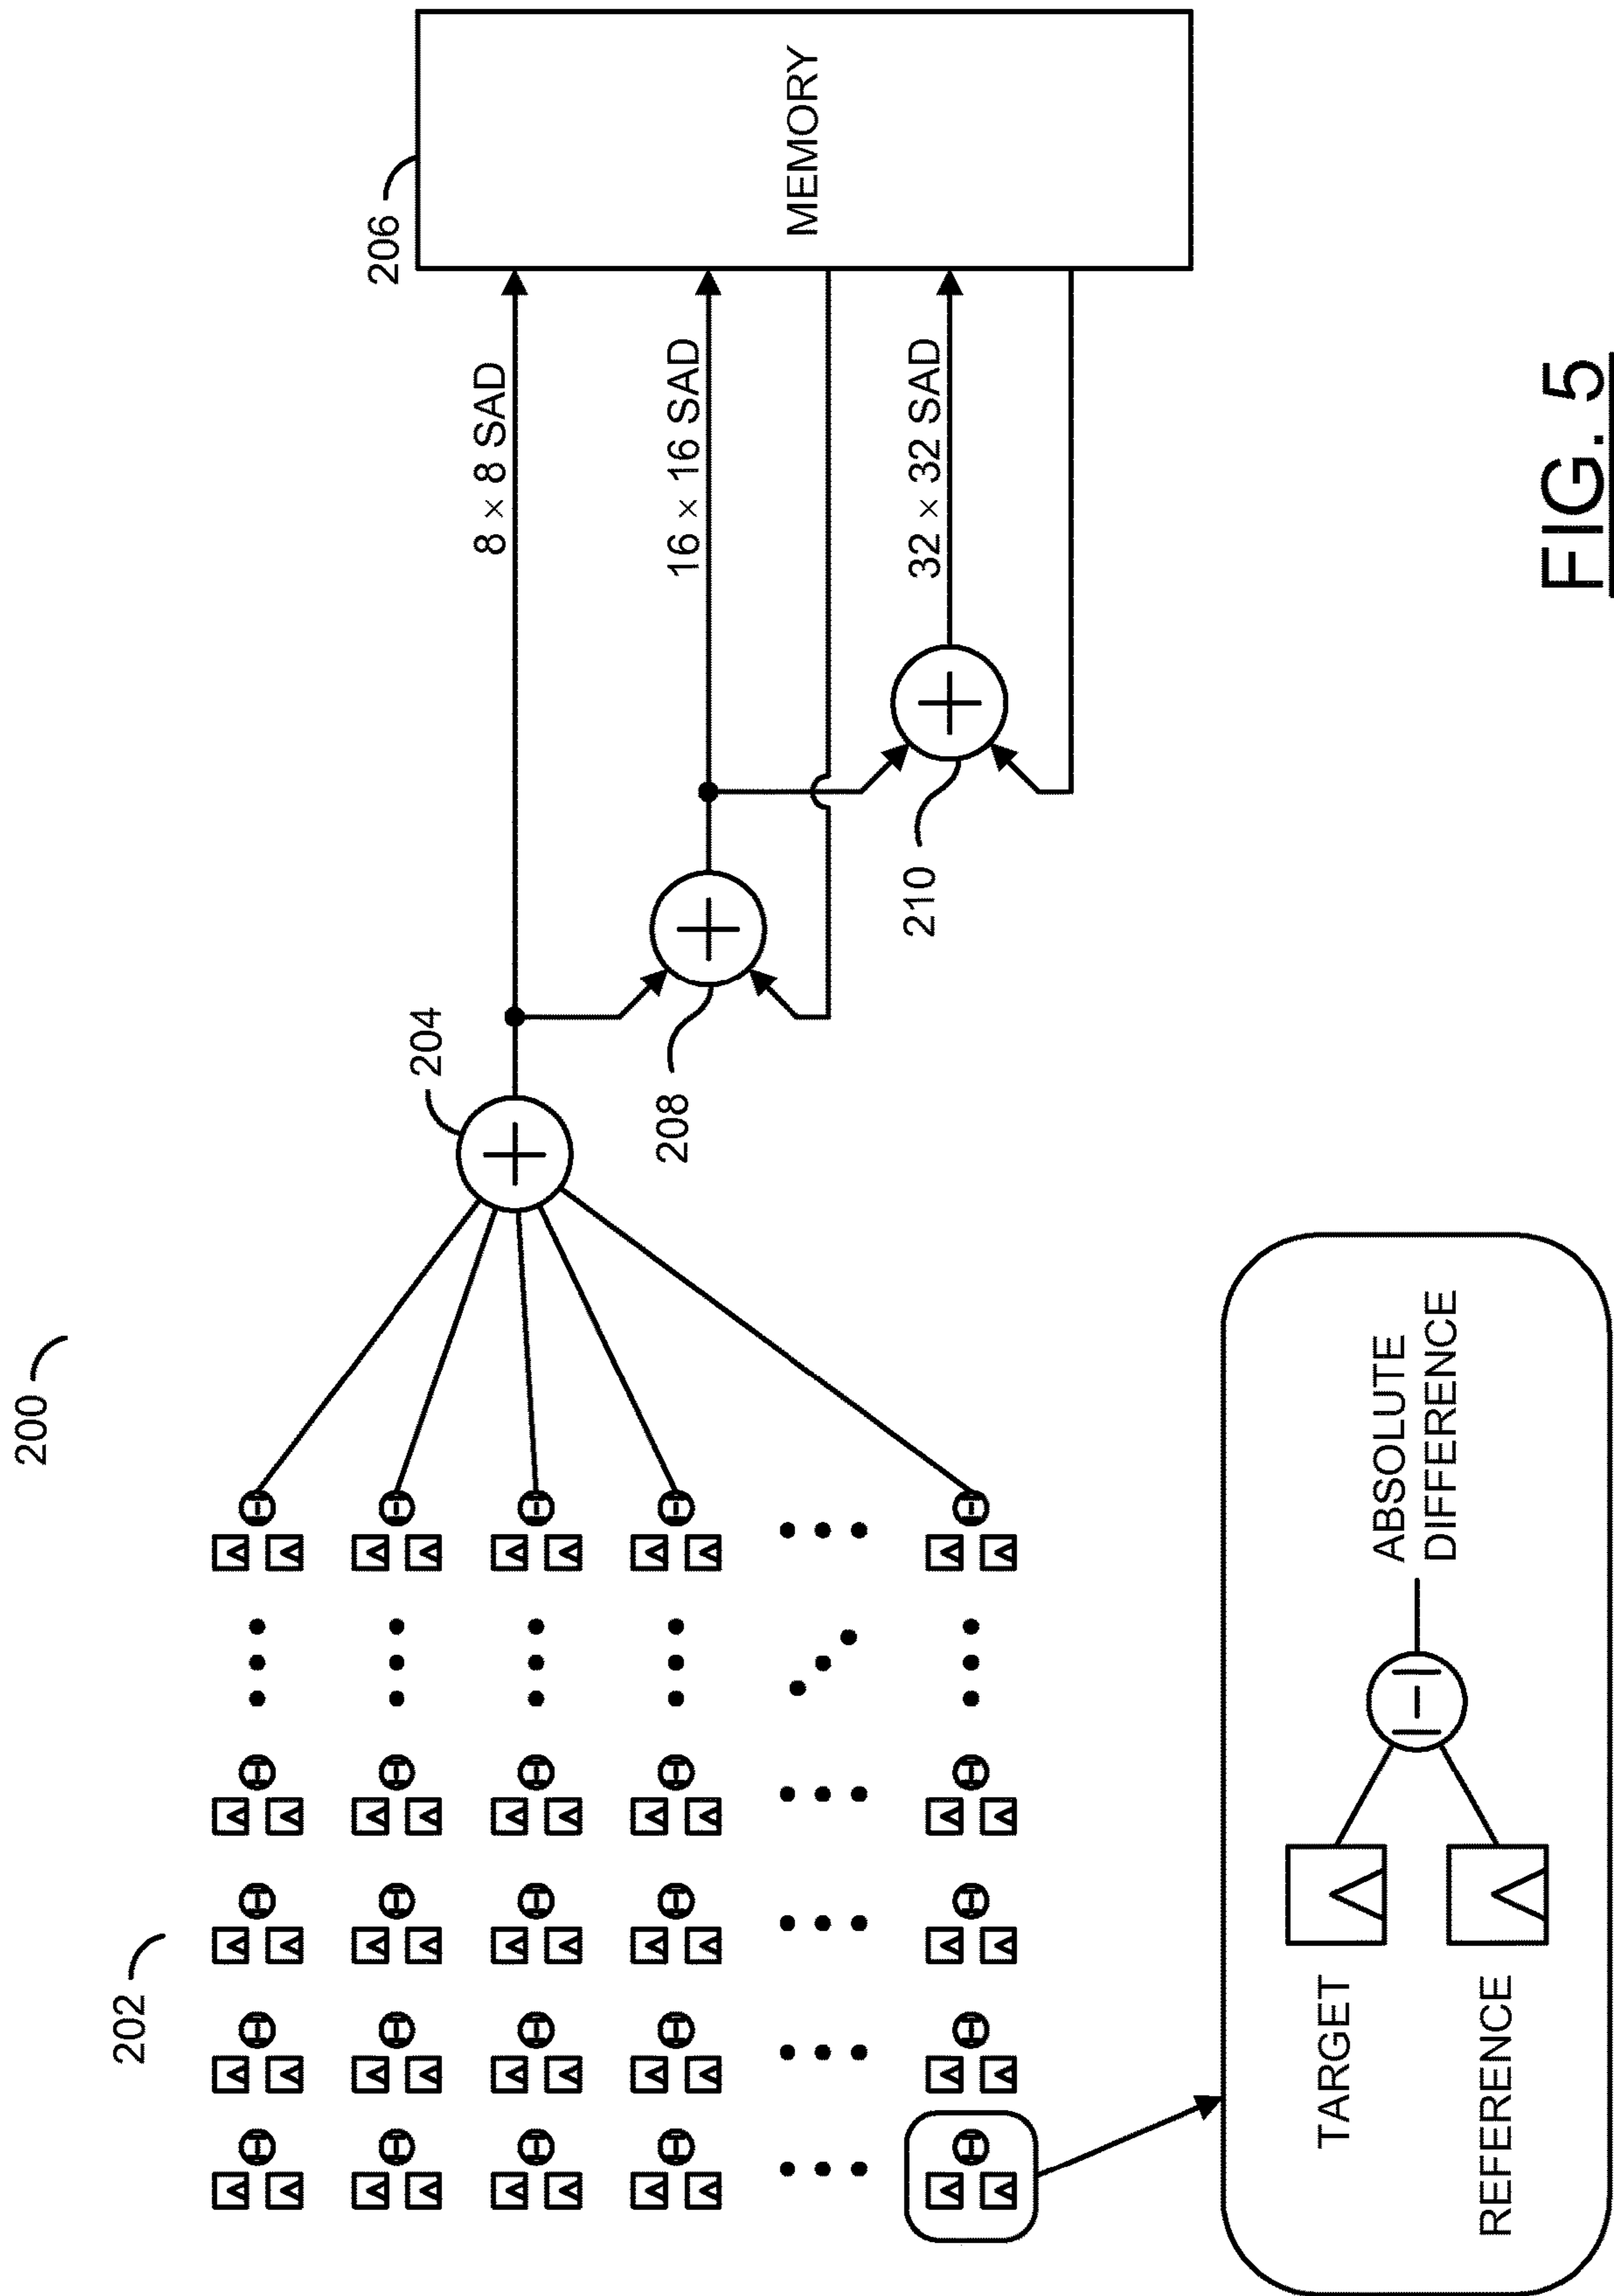 200
202
204
206
8 × 8 SAD
16 × 16 SAD
208
32 × 32 SAD
210
MEMORY
TARGET
REFERENCE
ABSOLUTE
DIFFERENCE
FIG. 5